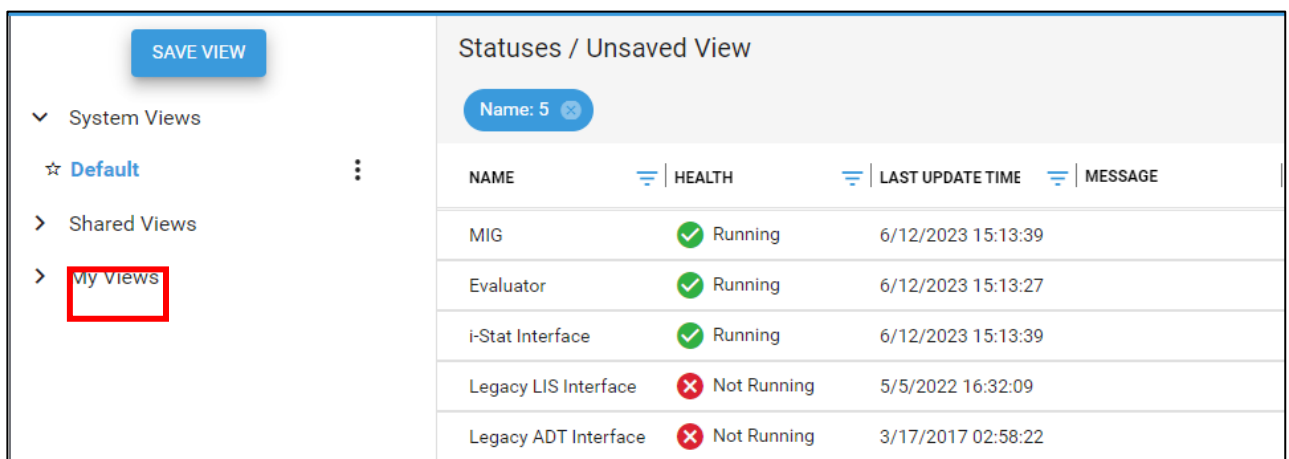 SAVE VIEW
System Views
Default
Shared Views
My Views
Statuses / Unsaved View
Name: 5
NAME HEALTH LAST UPDATE TIME MESSAGE
MIG Running 6/12/2023 15:13:39
Evaluator Running 6/12/2023 15:13:27
i-Stat Interface Running 6/12/2023 15:13:39
Legacy LIS Interface Not Running 5/5/2022 16:32:09
Legacy ADT Interface Not Running 3/17/2017 02:58:22